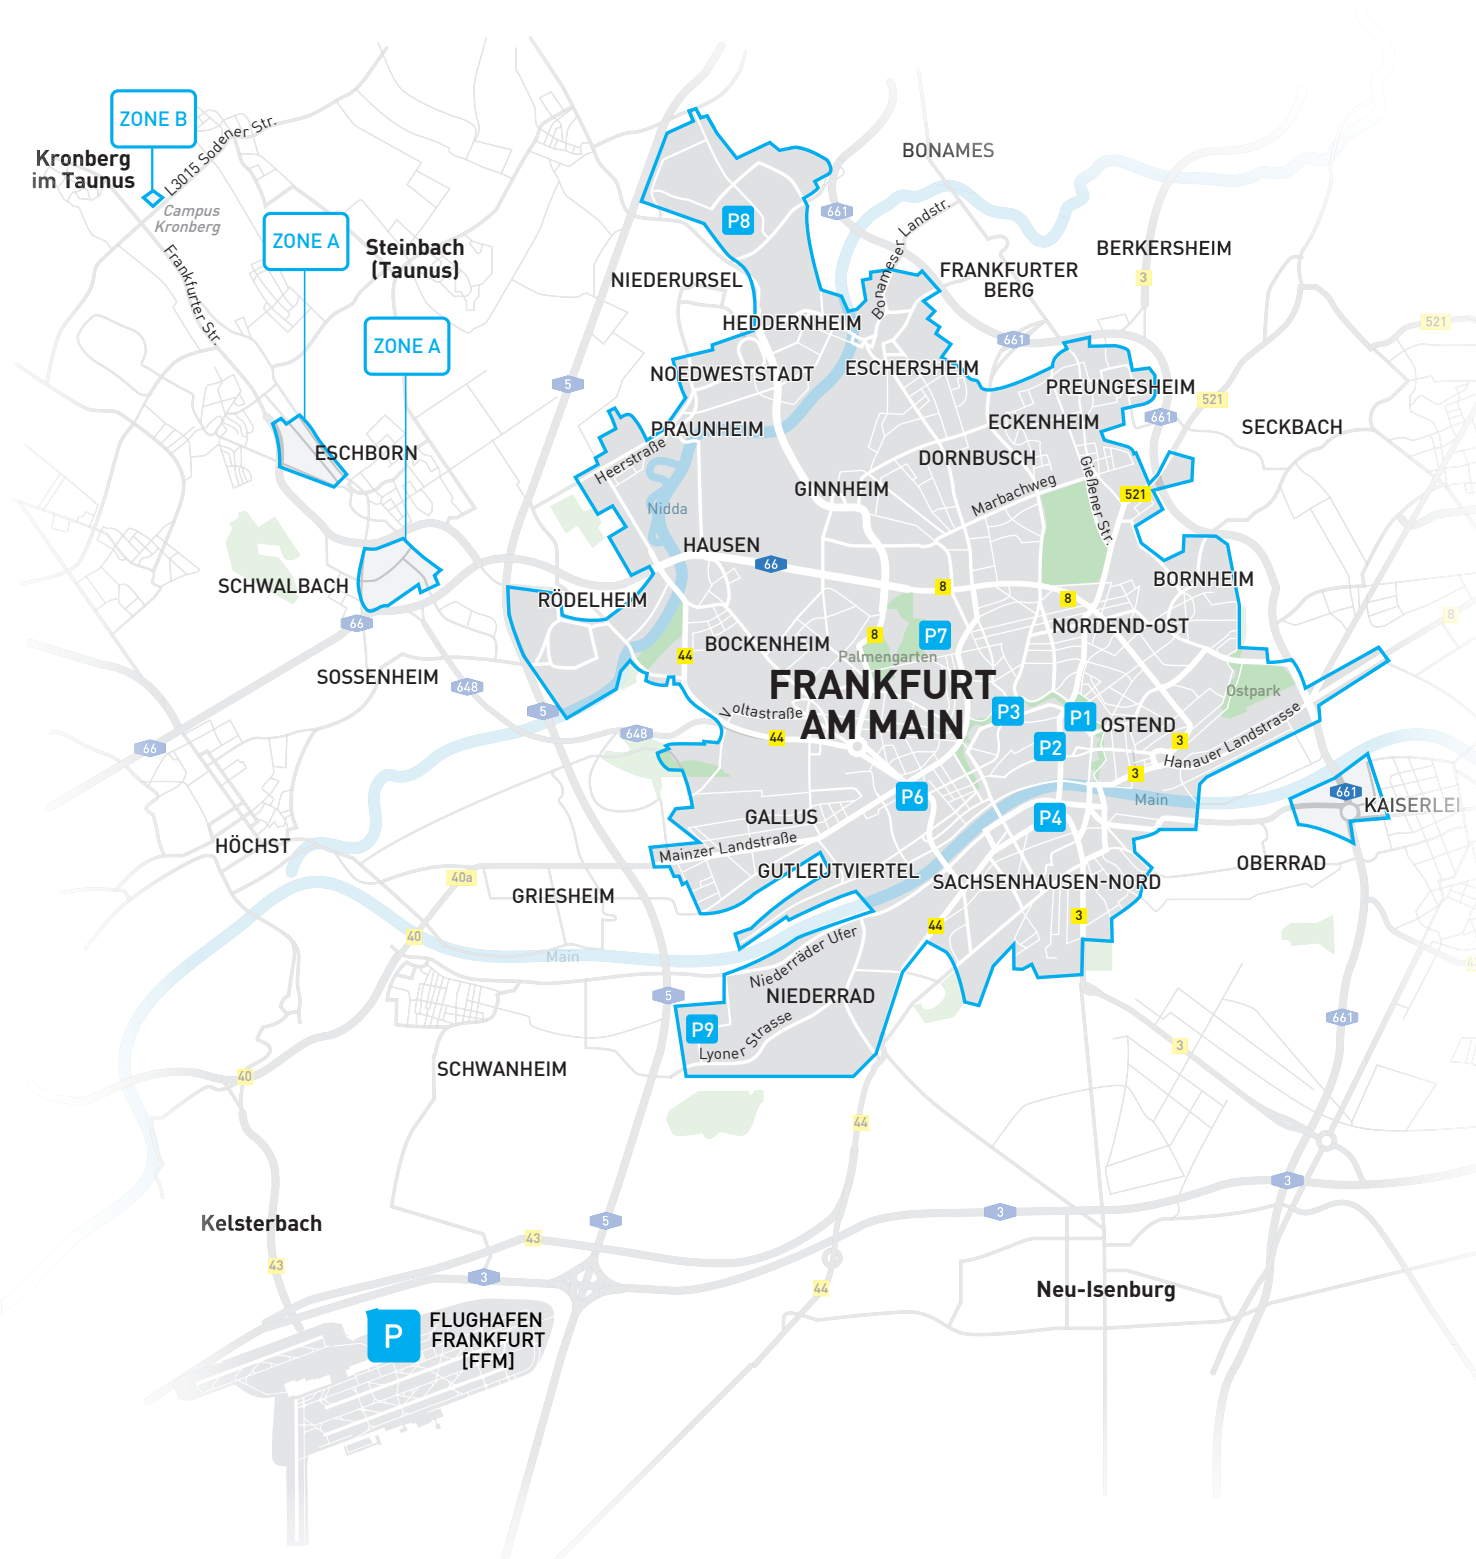 ZONE B
Kronberg
im Taunus
L3015 Sodener Str.
Campus
Kronberg
ZONE A
Steinbach
(Taunus)
Frankfurter Str.
ZONE A
BONAMES
661
P8
Bonameser Landstr.
BERKERSHEIM
FRANKFURTER
BERG
3
NIEDERURSEL
HEDDERNHEIM
521
661
ESCHERSHEIM
NOEDWESTSTADT
5
PREUNGESHEIM
521
661
ECKENHEIM
SECKBACH
PRAUNHEIM
ESCHBORN
Heerstraße
DORNBUSCH
GINNHEIM
Marbachweg
Gießener Str.
521
Nidda
HAUSEN
66
BORNHEIM
SCHWALBACH
8
8
RÖDELHEIM
66
8
NORDEND-OST
8
P7
BOCKENHEIM
44
Palmengarten
SOSSENHEIM
648
FRANKFURT
AM MAIN
Ostpark
5
Voltastraße
P3
P1
OSTEND
648
44
P2
3
Hanauer Landstrasse
66
3
P6
Main
661
KAISERLEI
GALLUS
P4
HÖCHST
Mainzer Landstraße
OBERRAD
GUTLEUTVIERTEL
40a
SACHSENHAUSEN-NORD
GRIESHEIM
3
44
40
Niederräder Ufer
Main
5
NIEDERRAD
P9
Lyoner Strasse
661
3
SCHWANHEIM
40
44
3
Kelsterbach
5
3
43
43
3
44
Neu-Isenburg
P
FLUGHAFEN
FRANKFURT
[FFM]